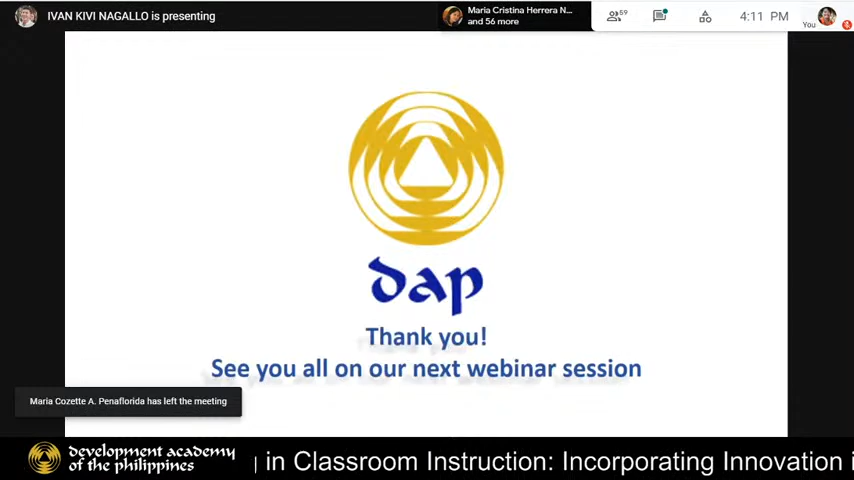 IVAN KIVI NAGALLO is presenting
Maria Cristina Herrera N...
and 56 more
59
4:11 PM
You
dap
Thank you!
See you all on our next webinar session
Maria Cozette A. Penaflorida has left the meeting
development academy
of the philippines
in Classroom Instruction: Incorporating Innovation i